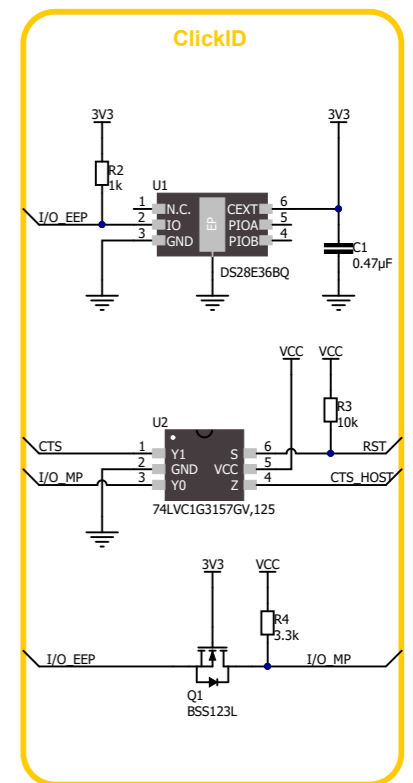 ClickID
3V3 3V3
R2
1k
U1
1 N.C. CEXT 6
I/O_EEP 2 IO PIOA 5
3 GND PIOB 4
EP
DS28E36BQ
C1
0.47µF
VCC VCC
R3
10k
U2
CTS 1 Y1 S 6 RST
2 GND VCC 5
I/O_MP 3 Y0 Z 4 CTS_HOST
74LVC1G3157GV,125
3V3 VCC
R4
3.3k
I/O_EEP I/O_MP
Q1
BSS123L